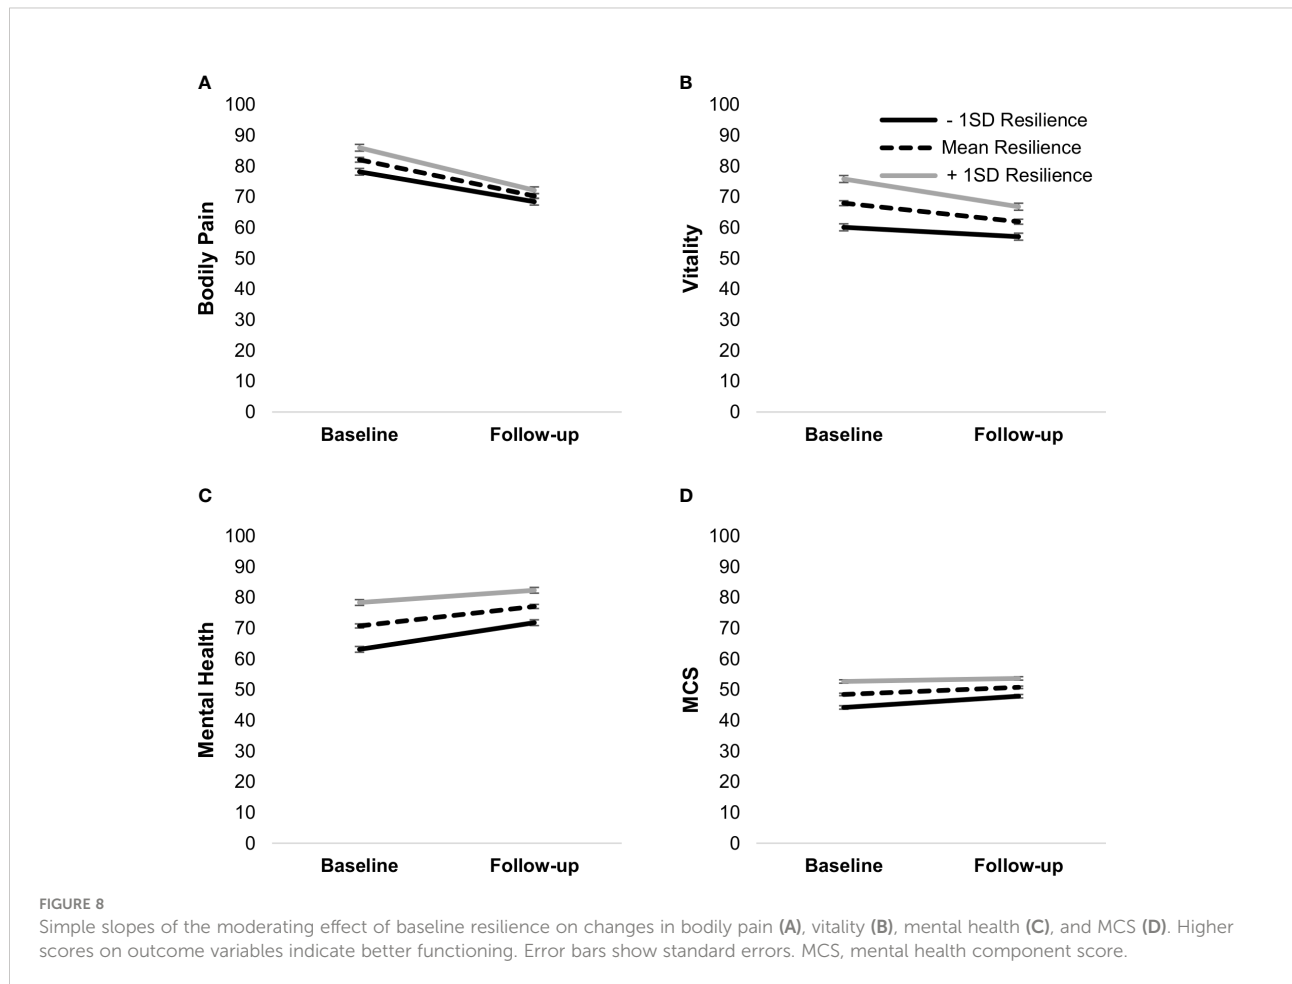 A
100
90
80
70
60
50
40
30
20
10
0
Bodily Pain
Baseline Follow-up
B
100
90
80
70
60
50
40
30
20
10
0
Vitality
- 1SD Resilience
Mean Resilience
+ 1SD Resilience
Baseline Follow-up
C
100
90
80
70
60
50
40
30
20
10
0
Mental Health
Baseline Follow-up
D
100
90
80
70
60
50
40
30
20
10
0
MCS
Baseline Follow-up
FIGURE 8
Simple slopes of the moderating effect of baseline resilience on changes in bodily pain (A), vitality (B), mental health (C), and MCS (D). Higher
scores on outcome variables indicate better functioning. Error bars show standard errors. MCS, mental health component score.